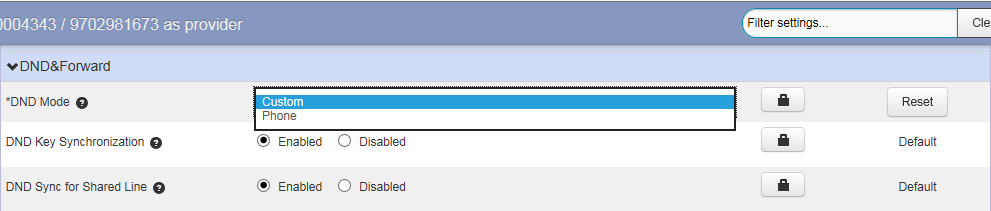 0004343 / 9702981673 as provider
Filter settings...
Cle
DND&Forward
*DND Mode ?
Custom
Phone
Reset
DND Key Synchronization ?
Enabled Disabled
Default
DND Sync for Shared Line ?
Enabled Disabled
Default